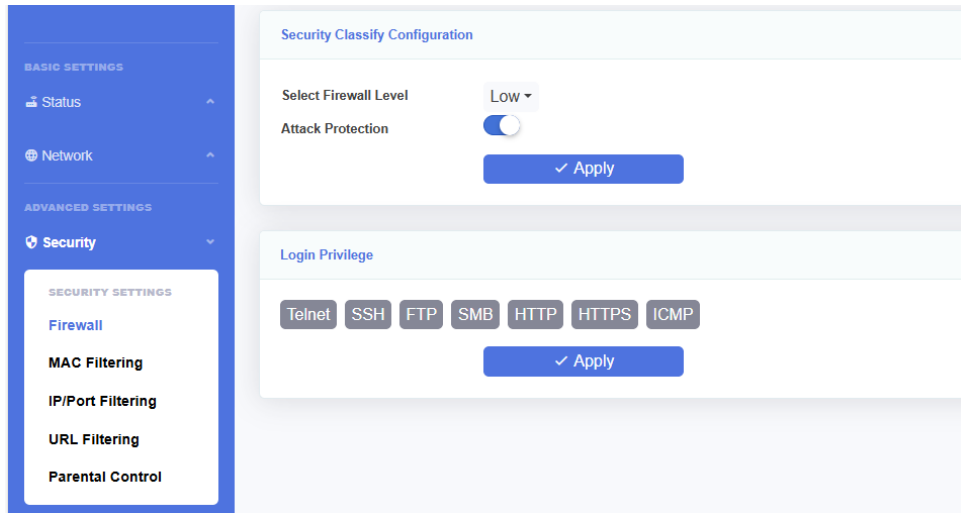 BASIC SETTINGS
Status
Network
ADVANCED SETTINGS
Security
SECURITY SETTINGS
Firewall
MAC Filtering
IP/Port Filtering
URL Filtering
Parental Control
Security Classify Configuration
Select Firewall Level Low
Attack Protection
Apply
Login Privilege
Telnet SSH FTP SMB HTTP HTTPS ICMP
Apply